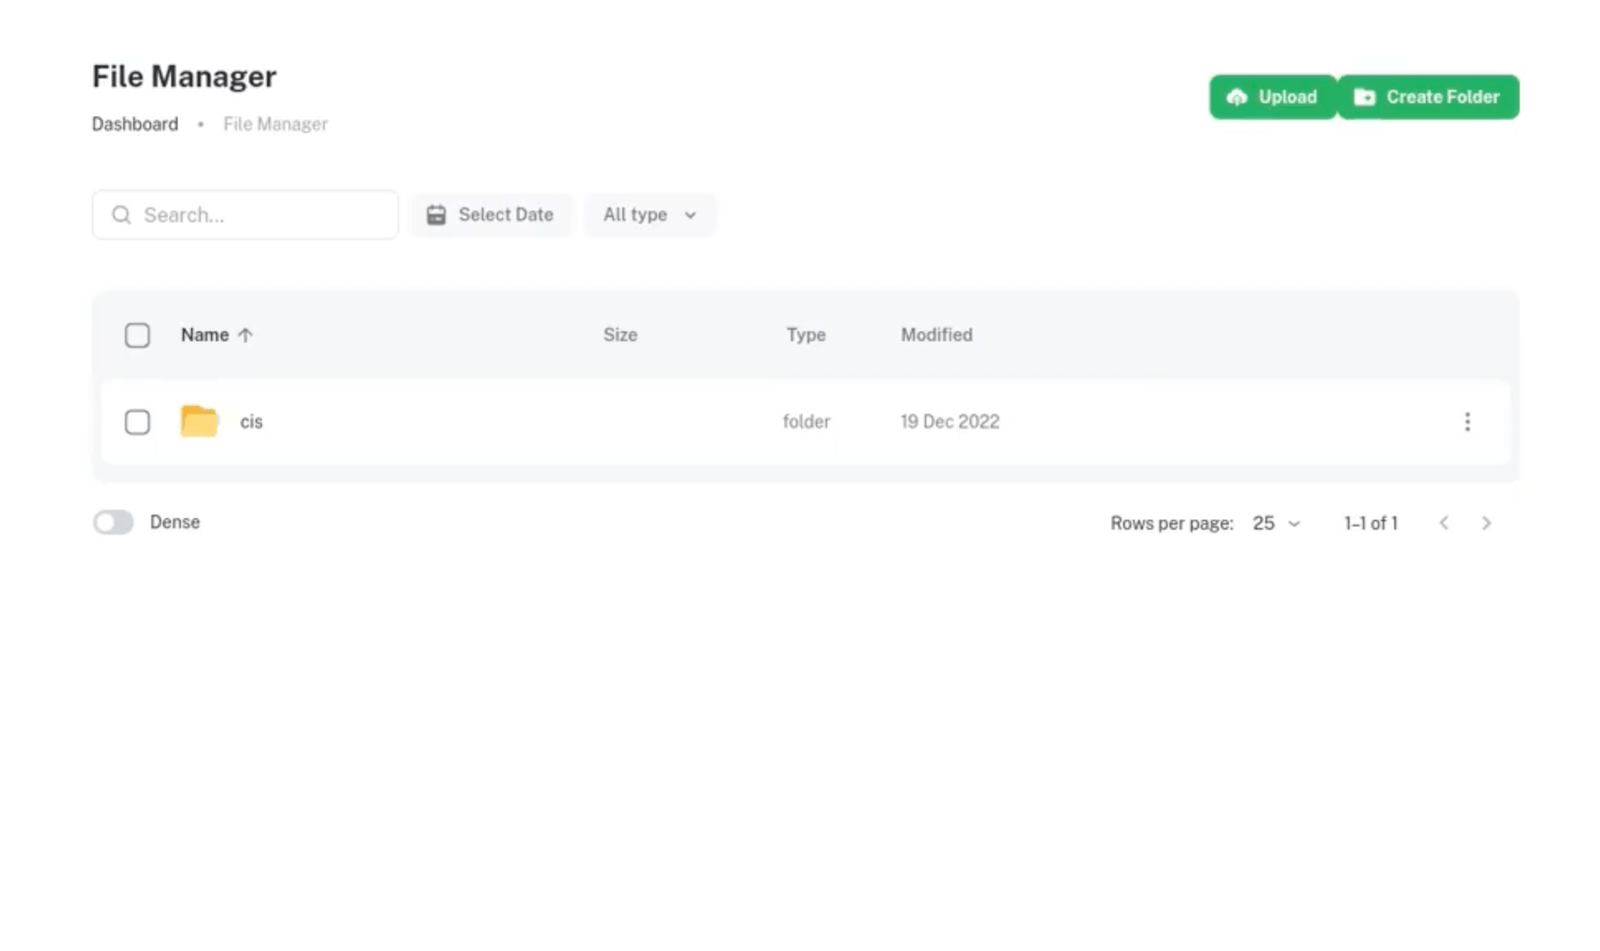 File Manager
Upload
Create Folder
Dashboard • File Manager
Search...
Select Date
All type
Name
Size
Type
Modified
cis
folder
19 Dec 2022
Dense
Rows per page: 25
1–1 of 1